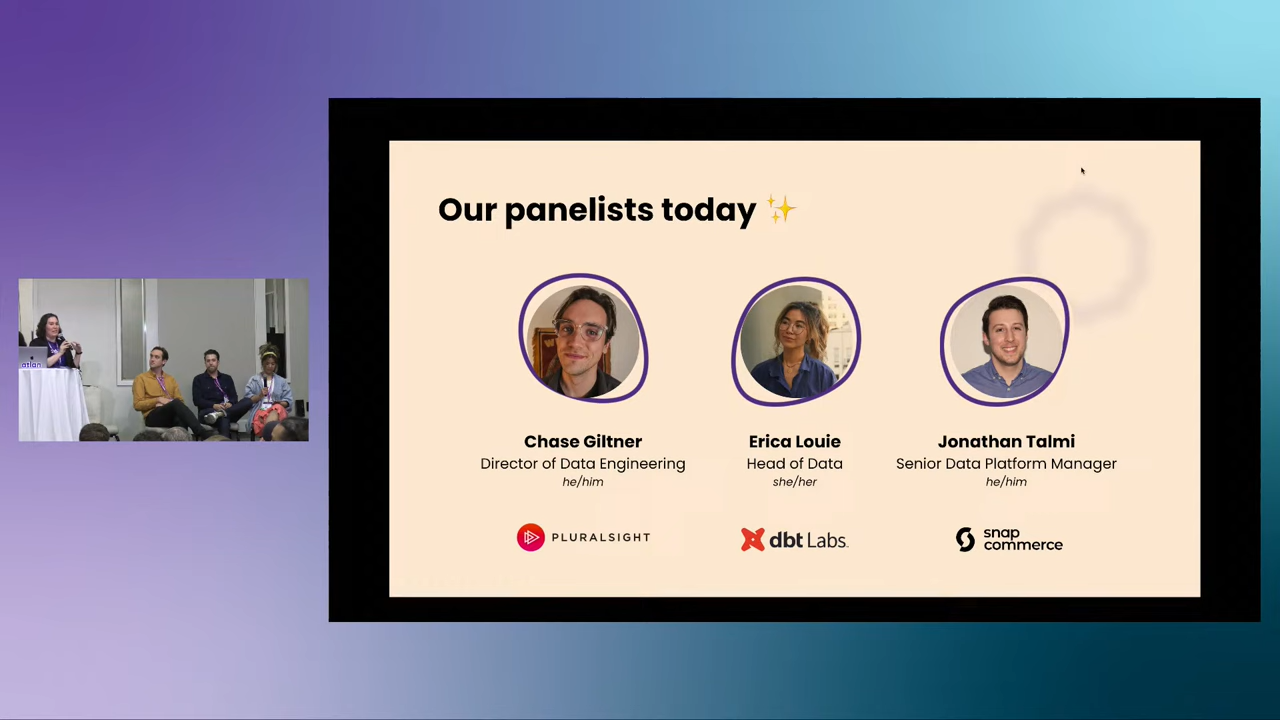 Our panelists today ✨
Chase Giltner
Director of Data Engineering
he/him
PLURALSIGHT
Erica Louie
Head of Data
she/her
dbt Labs
Jonathan Talmi
Senior Data Platform Manager
he/him
snap
commerce
atlan